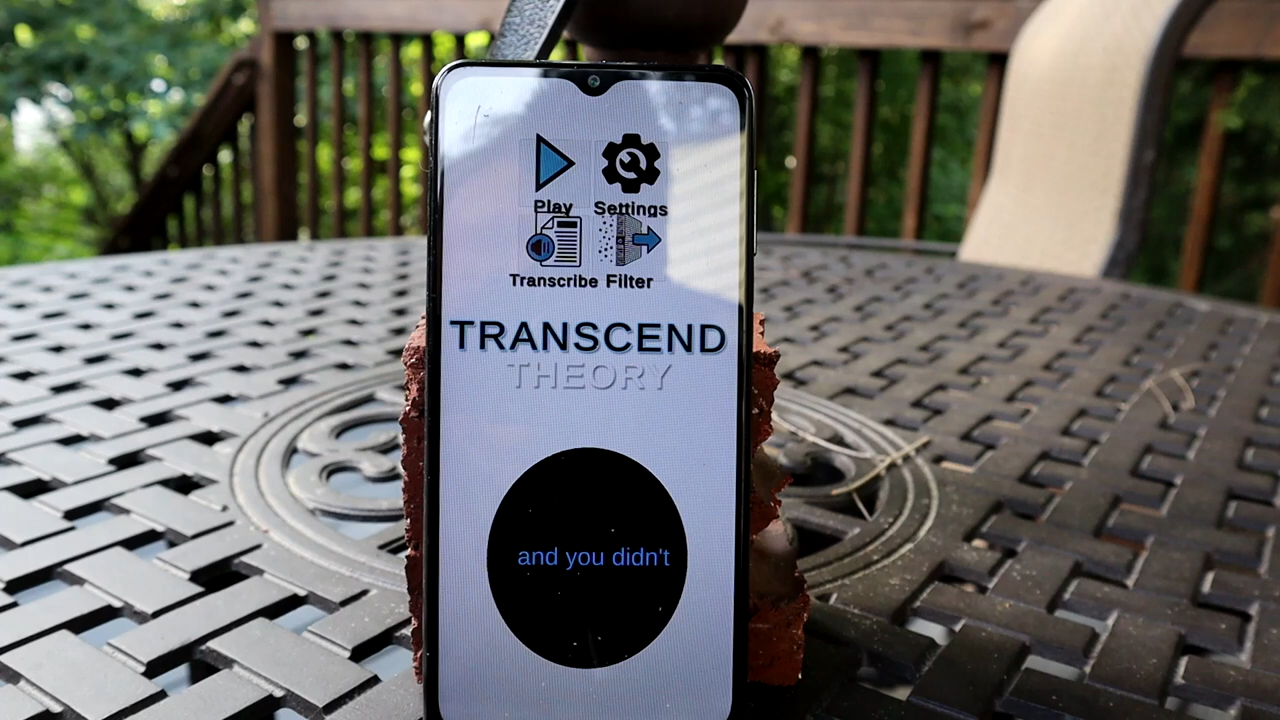 Play Settings
Transcribe Filter
TRANSCEND
THEORY
and you didn't